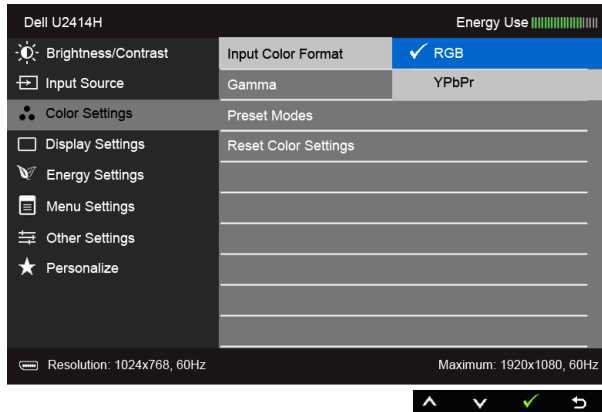 Dell U2414H
Energy Use
Brightness/Contrast
Input Color Format
RGB
Input Source
Gamma
YPbPr
Color Settings
Preset Modes
Display Settings
Reset Color Settings
Energy Settings
Menu Settings
Other Settings
Personalize
Resolution: 1024x768, 60Hz
Maximum: 1920x1080, 60Hz